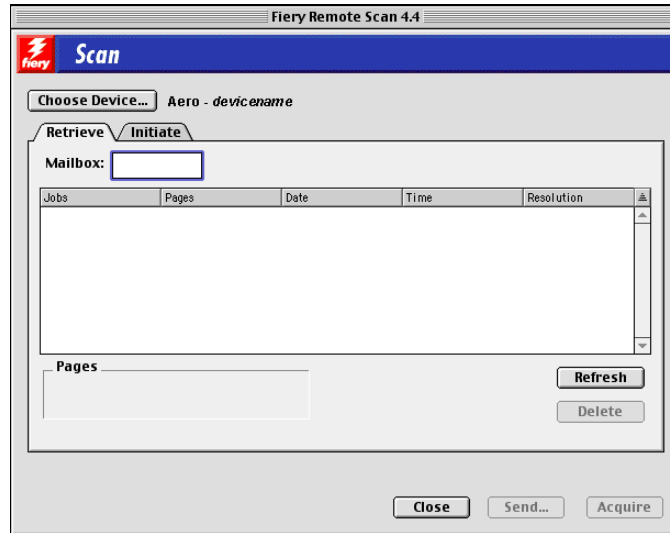 Fiery Remote Scan 4.4
fiery Scan
Choose Device... Aero - devicename
Retrieve Initiate
Mailbox:
Jobs Pages Date Time Resolution
Pages
Refresh
Delete
Close Send... Acquire